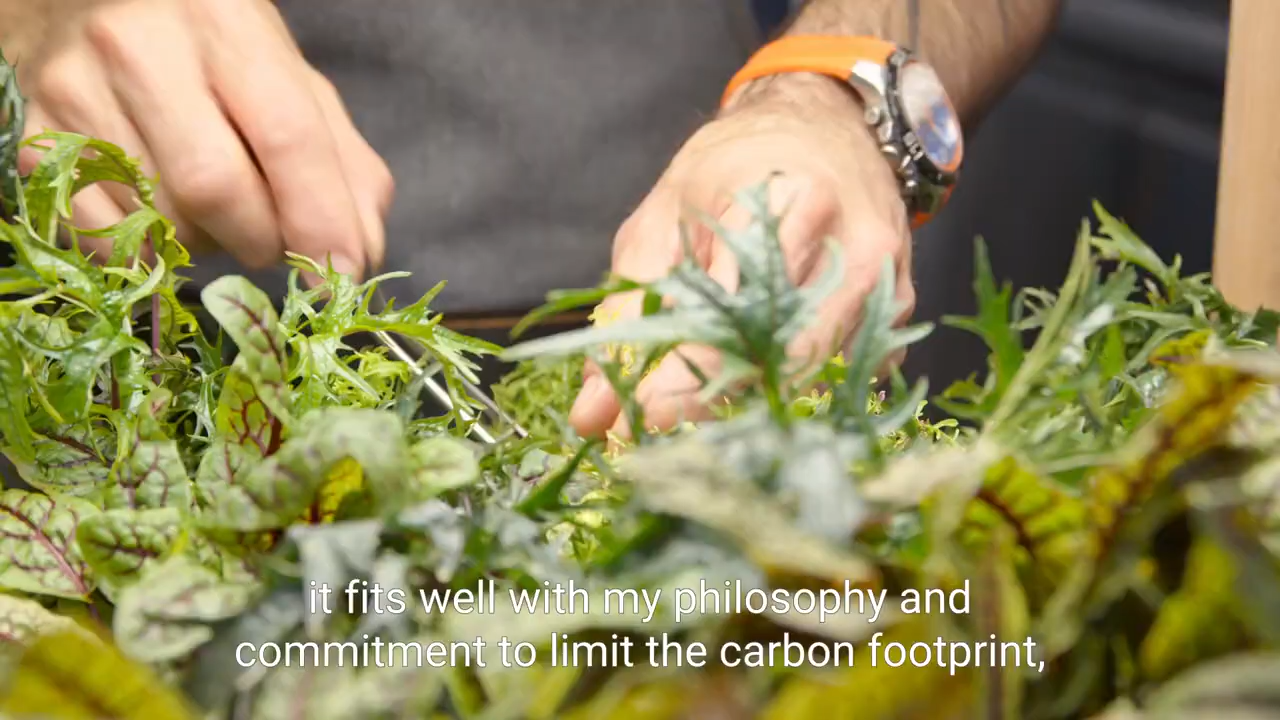 it fits well with my philosophy and
commitment to limit the carbon footprint,